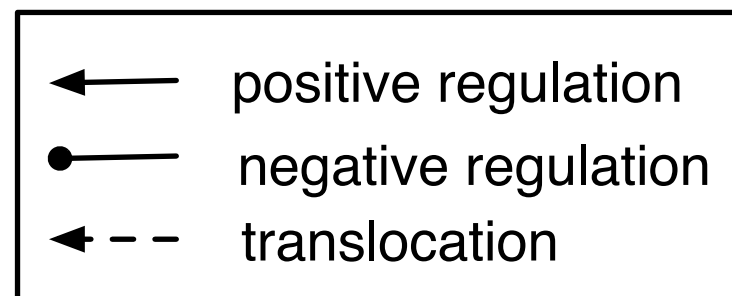 positive regulation
negative regulation
translocation